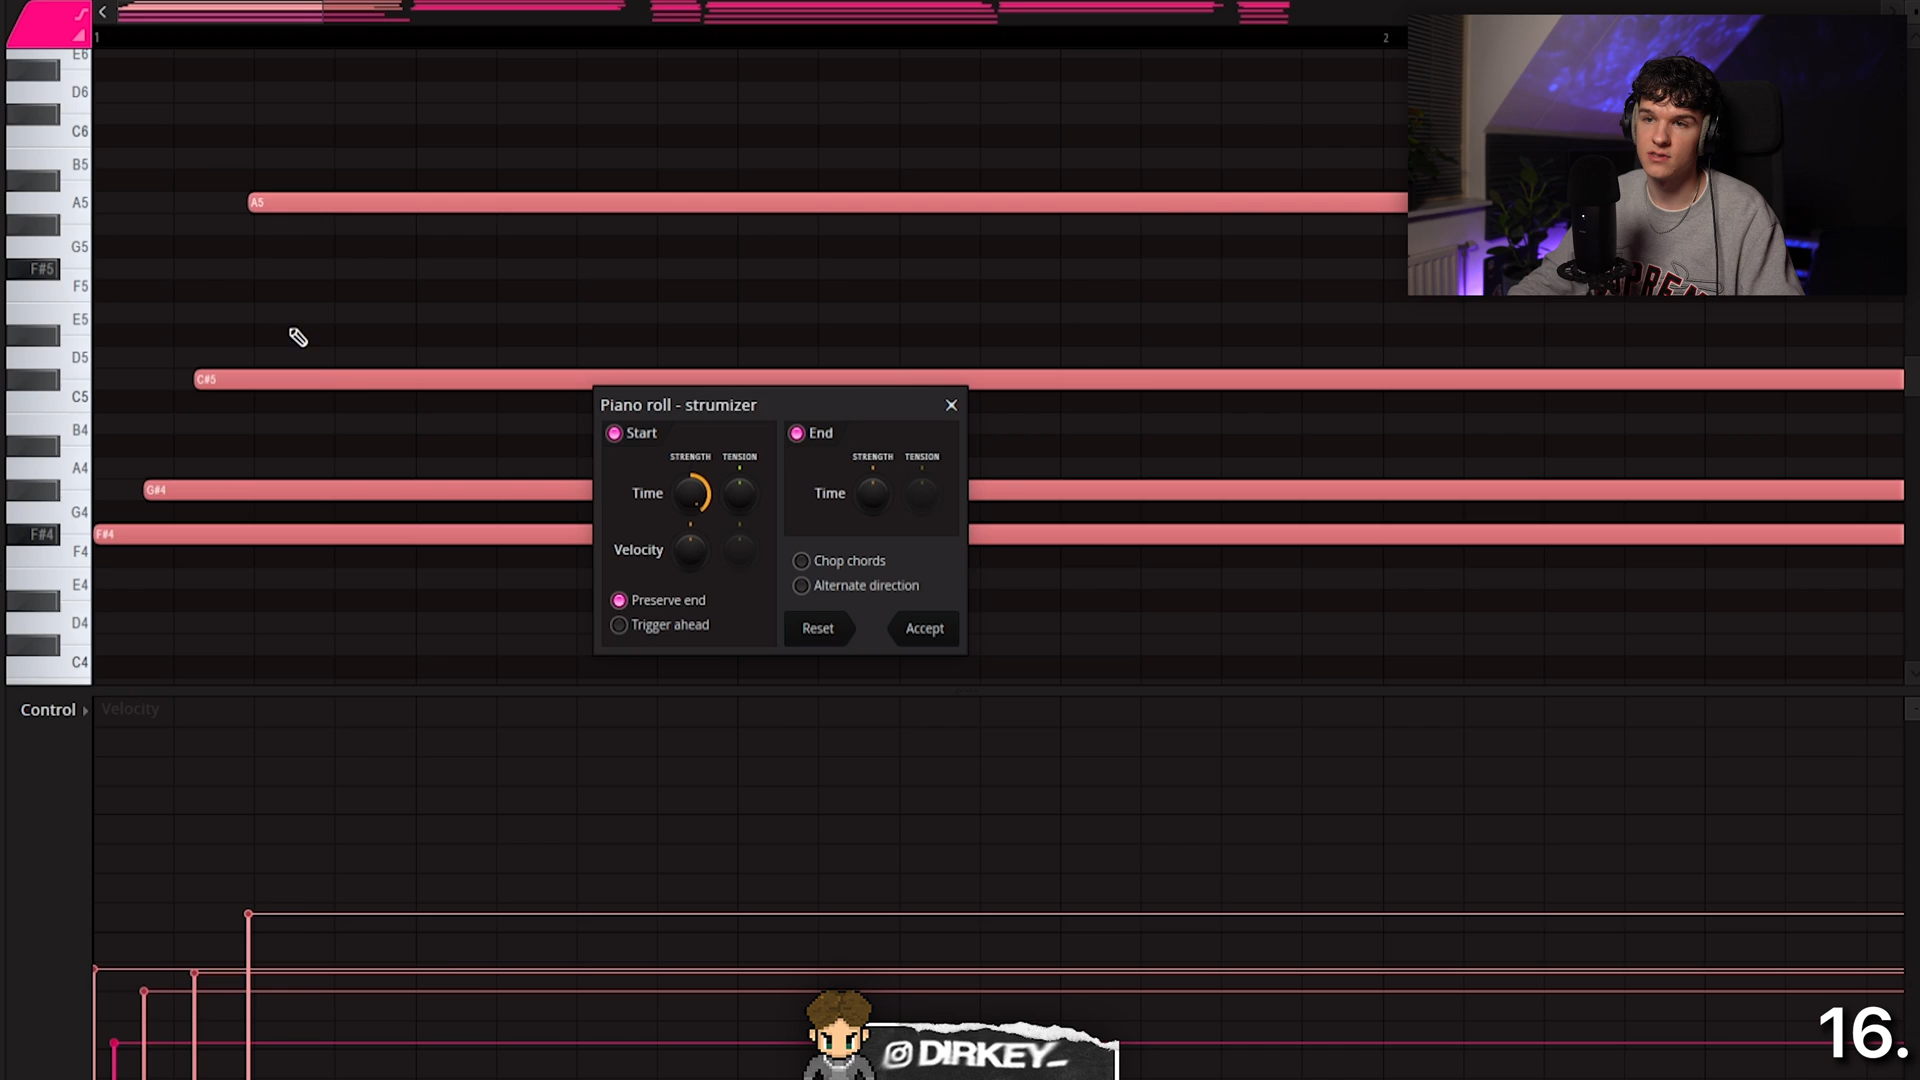 1
2
E6
D6
C6
B5
A5
G5
F#5
F5
E5
D5
C5
B4
A4
G4
F#4
F4
E4
D4
C4
A5
C#5
G#4
F#4
Piano roll - strumizer
Start
End
STRENGTH TENSION
STRENGTH TENSION
Time
Time
Velocity
Chop chords
Alternate direction
Preserve end
Trigger ahead
Reset
Accept
Control
Velocity
DIRKEY_
16.